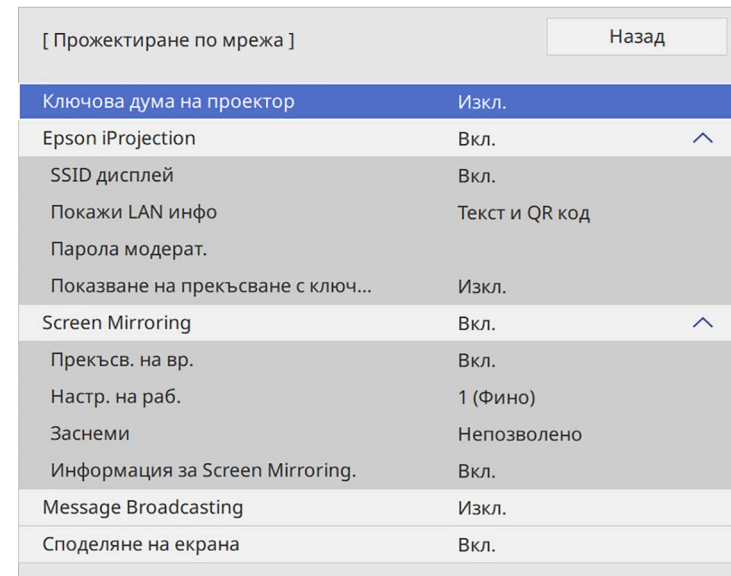 [ Прожектиране по мрежа ] Назад
Ключова дума на проектор Изкл.
Epson iProjection Вкл.
SSID дисплей Вкл.
Покажи LAN инфо Текст и QR код
Парола модерат.
Показване на прекъсване с ключ... Изкл.
Screen Mirroring Вкл.
Прекъсв. на вр. Вкл.
Настр. на раб. 1 (Фино)
Заснеми Непозволено
Информация за Screen Mirroring. Вкл.
Message Broadcasting Изкл.
Споделяне на екрана Вкл.